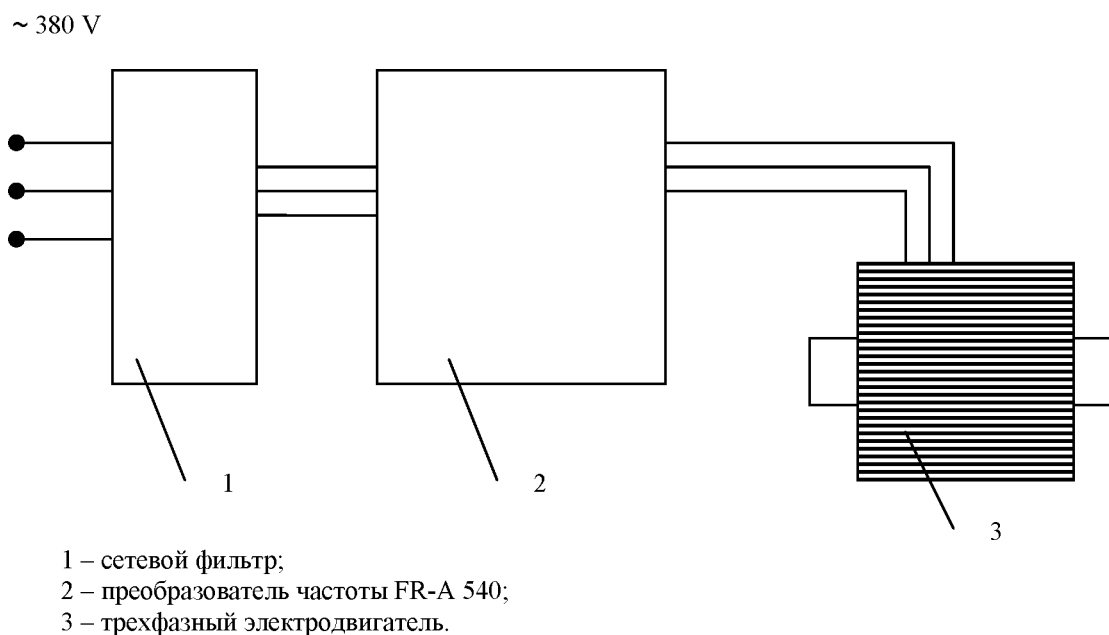 ~ 380 V
1
2
3
1 – сетевой фильтр;
2 – преобразователь частоты FR-A 540;
3 – трехфазный электродвигатель.